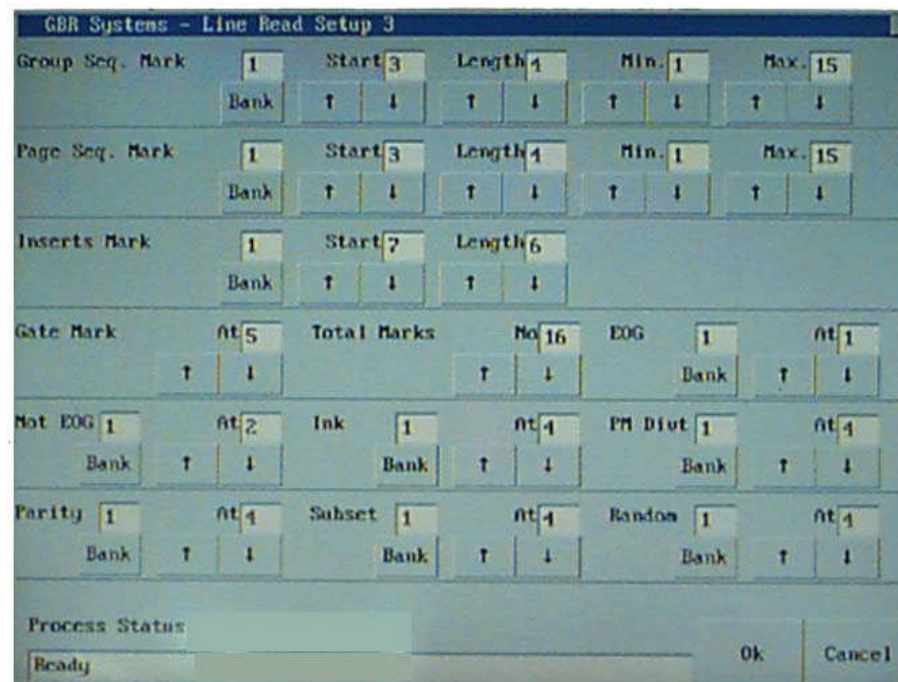 GBR Systems - Line Read Setup 3
Group Seq. Mark 1 Start 3 Length 4 Min. 1 Max. 15
Bank ↑ ↓ ↑ ↓ ↑ ↓ ↑ ↓
Page Seq. Mark 1 Start 3 Length 4 Min. 1 Max. 15
Bank ↑ ↓ ↑ ↓ ↑ ↓ ↑ ↓
Inserts Mark 1 Start 7 Length 6
Bank ↑ ↓ ↑ ↓
Gate Mark At 5 Total Marks No 16 EOG 1 At 1
↑ ↓ ↑ ↓ Bank ↑ ↓
Not EOG 1 At 2 Ink 1 At 4 PM Divt 1 At 4
Bank ↑ ↓ Bank ↑ ↓ Bank ↑ ↓
Parity 1 At 4 Subset 1 At 4 Random 1 At 4
Bank ↑ ↓ Bank ↑ ↓ Bank ↑ ↓
Process Status
Ready Ok Cancel